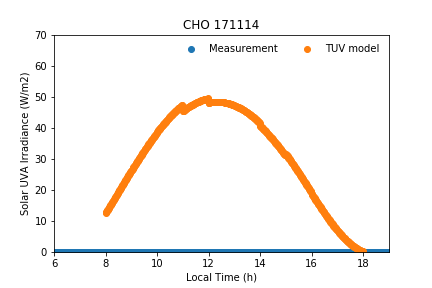 CHO 171114
Measurement
TUV model
Solar UVA Irradiance (W/m2)
70
60
50
40
30
20
10
0
6 8 10 12 14 16 18
Local Time (h)